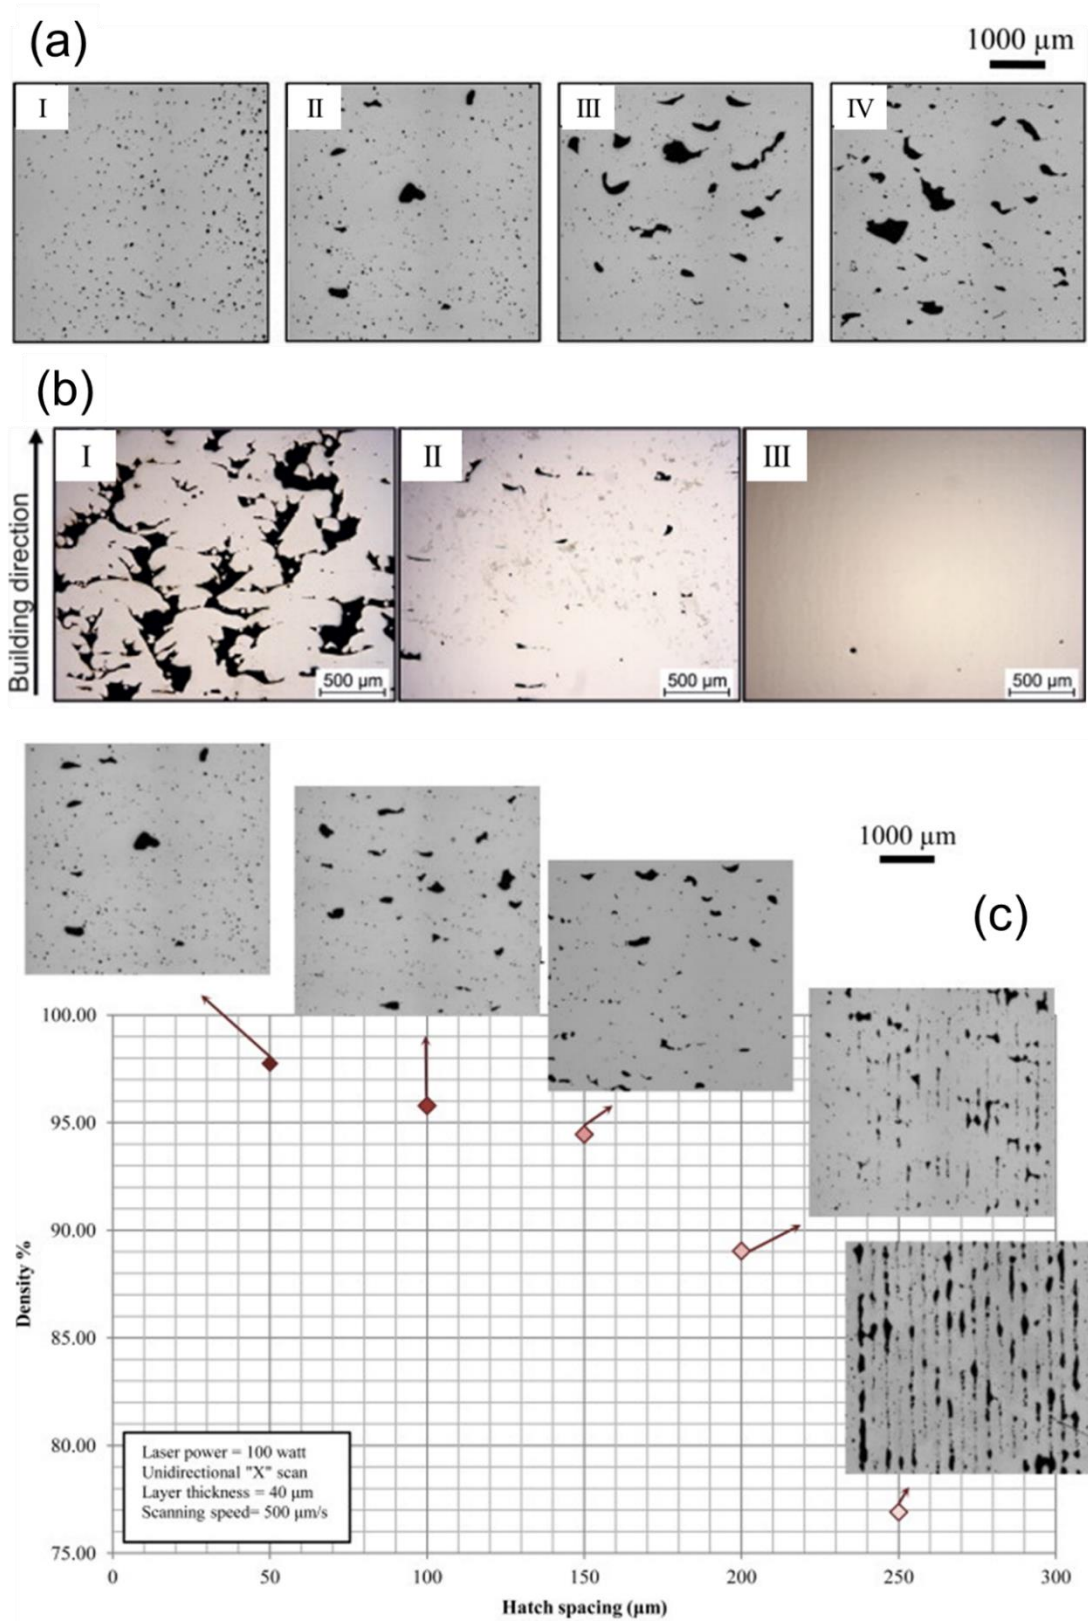 (a)
1000 µm
I
II
III
IV
(b)
Building direction
I
II
III
500 µm
500 µm
500 µm
1000 µm
(c)
100.00
95.00
90.00
85.00
80.00
75.00
Density %
Laser power = 100 watt
Unidirectional "X" scan
Layer thickness = 40 µm
Scanning speed= 500 µm/s
0
50
100
150
200
250
300
Hatch spacing (µm)